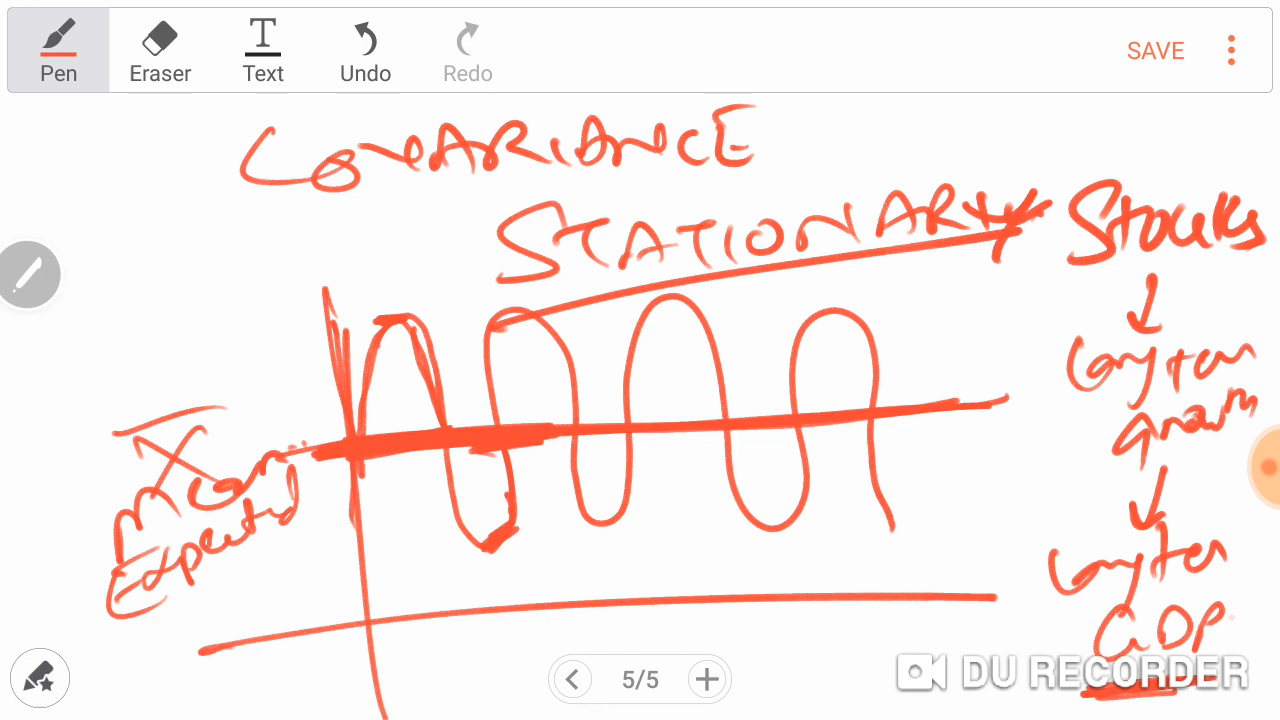 Pen Eraser Text Undo Redo SAVE
COVARIANCE
STATIONARY
Stocks
Long term
growth
Long term
GDP
X
Mean
Expected
5/5
DU RECORDER